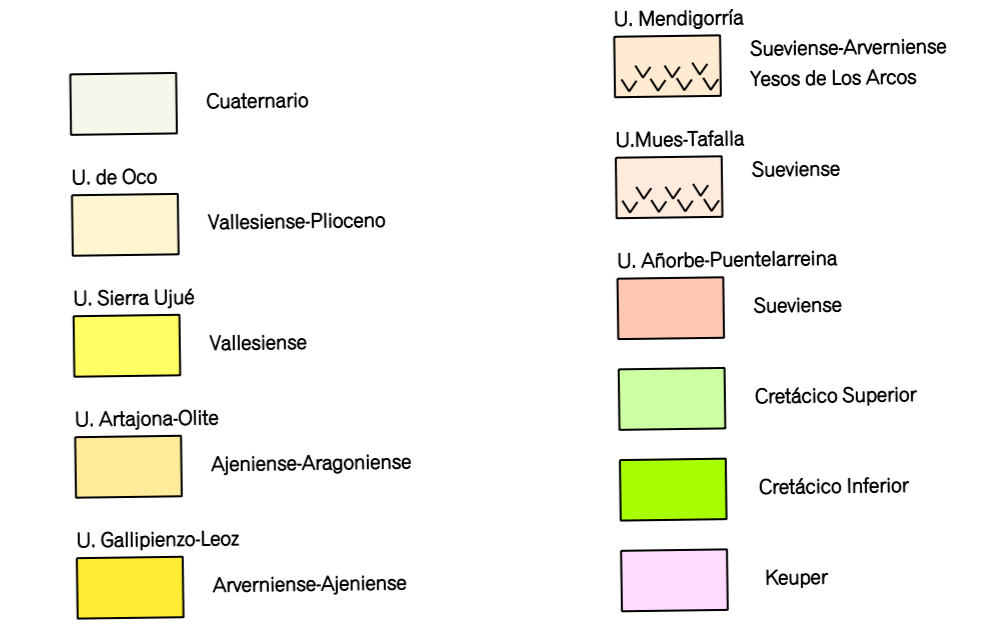 Cuaternario
U. de Oco
Vallesiense-Plioceno
U. Sierra Ujué
Vallesiense
U. Artajona-Olite
Ajeniense-Aragoniense
U. Gallipienzo-Leoz
Arverniense-Ajeniense
U. Mendigorría
Sueviense-Arverniense
Yesos de Los Arcos
U.Mues-Tafalla
Sueviense
U. Añorbe-Puentelarreina
Sueviense
Cretácico Superior
Cretácico Inferior
Keuper